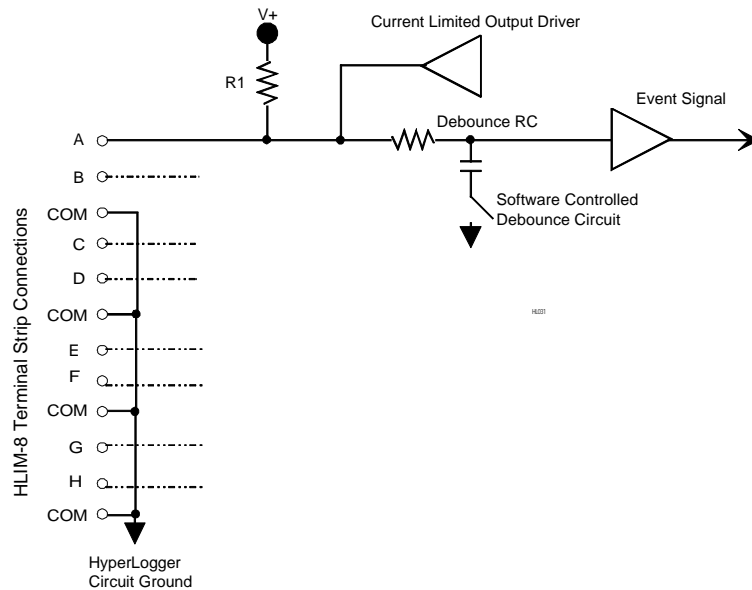 V+
Current Limited Output Driver
R1
Event Signal
Debounce RC
A
B
COM
Software Controlled
Debounce Circuit
C
D
COM
HL031
E
F
COM
G
H
COM
HLIM-8 Terminal Strip Connections
HyperLogger
Circuit Ground